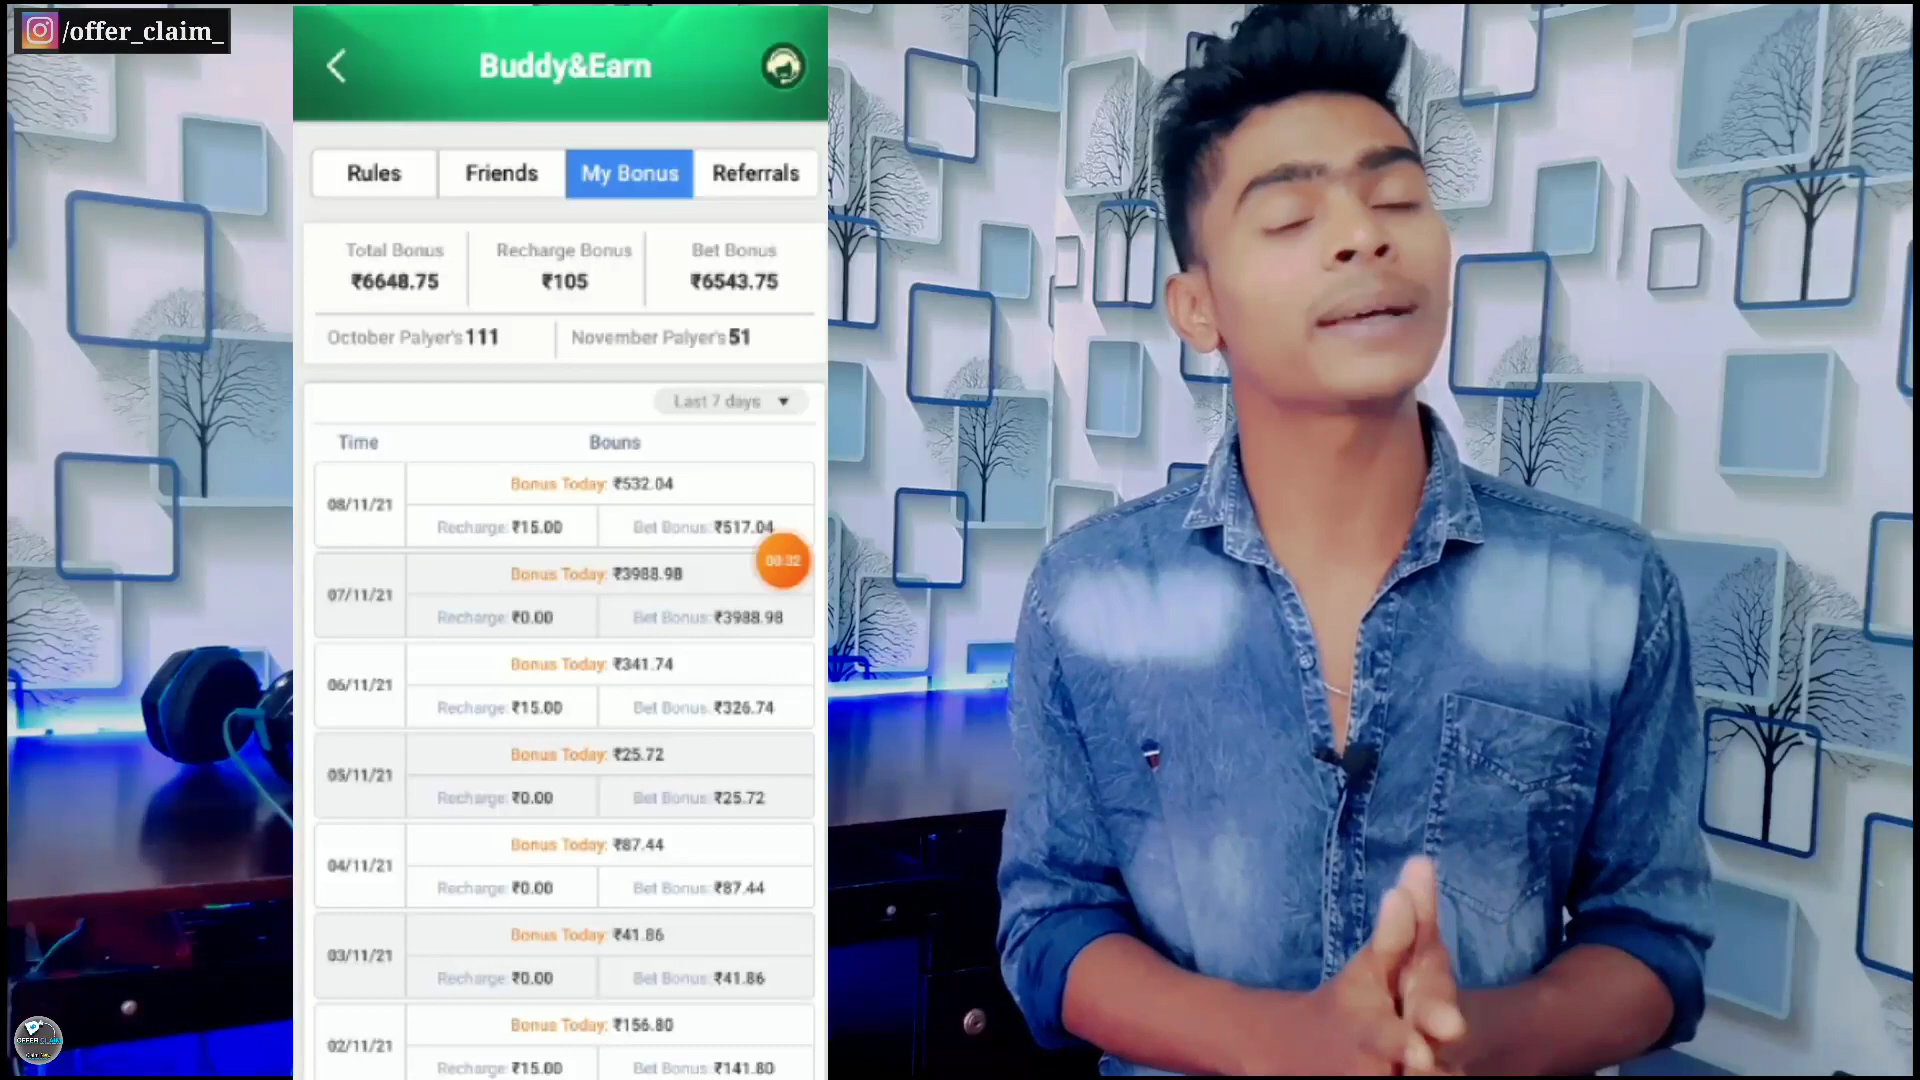 /offer_claim_
Buddy&Earn
Rules Friends My Bonus Referrals
Total Bonus Recharge Bonus Bet Bonus
₹6648.75 ₹105 ₹6543.75
October Palyer's 111 November Palyer's 51
Last 7 days
Time Bouns
Bonus Today: ₹532.04
08/11/21
Recharge: ₹15.00 Bet Bonus: ₹517.04
00:32
Bonus Today: ₹3988.98
07/11/21
Recharge: ₹0.00 Bet Bonus: ₹3988.98
Bonus Today: ₹341.74
06/11/21
Recharge: ₹15.00 Bet Bonus: ₹326.74
Bonus Today: ₹25.72
05/11/21
Recharge: ₹0.00 Bet Bonus: ₹25.72
Bonus Today: ₹87.44
04/11/21
Recharge: ₹0.00 Bet Bonus: ₹87.44
Bonus Today: ₹41.86
03/11/21
Recharge: ₹0.00 Bet Bonus: ₹41.86
Bonus Today: ₹156.80
02/11/21
Recharge: ₹15.00 Bet Bonus: ₹141.80
OFFER CLAIM